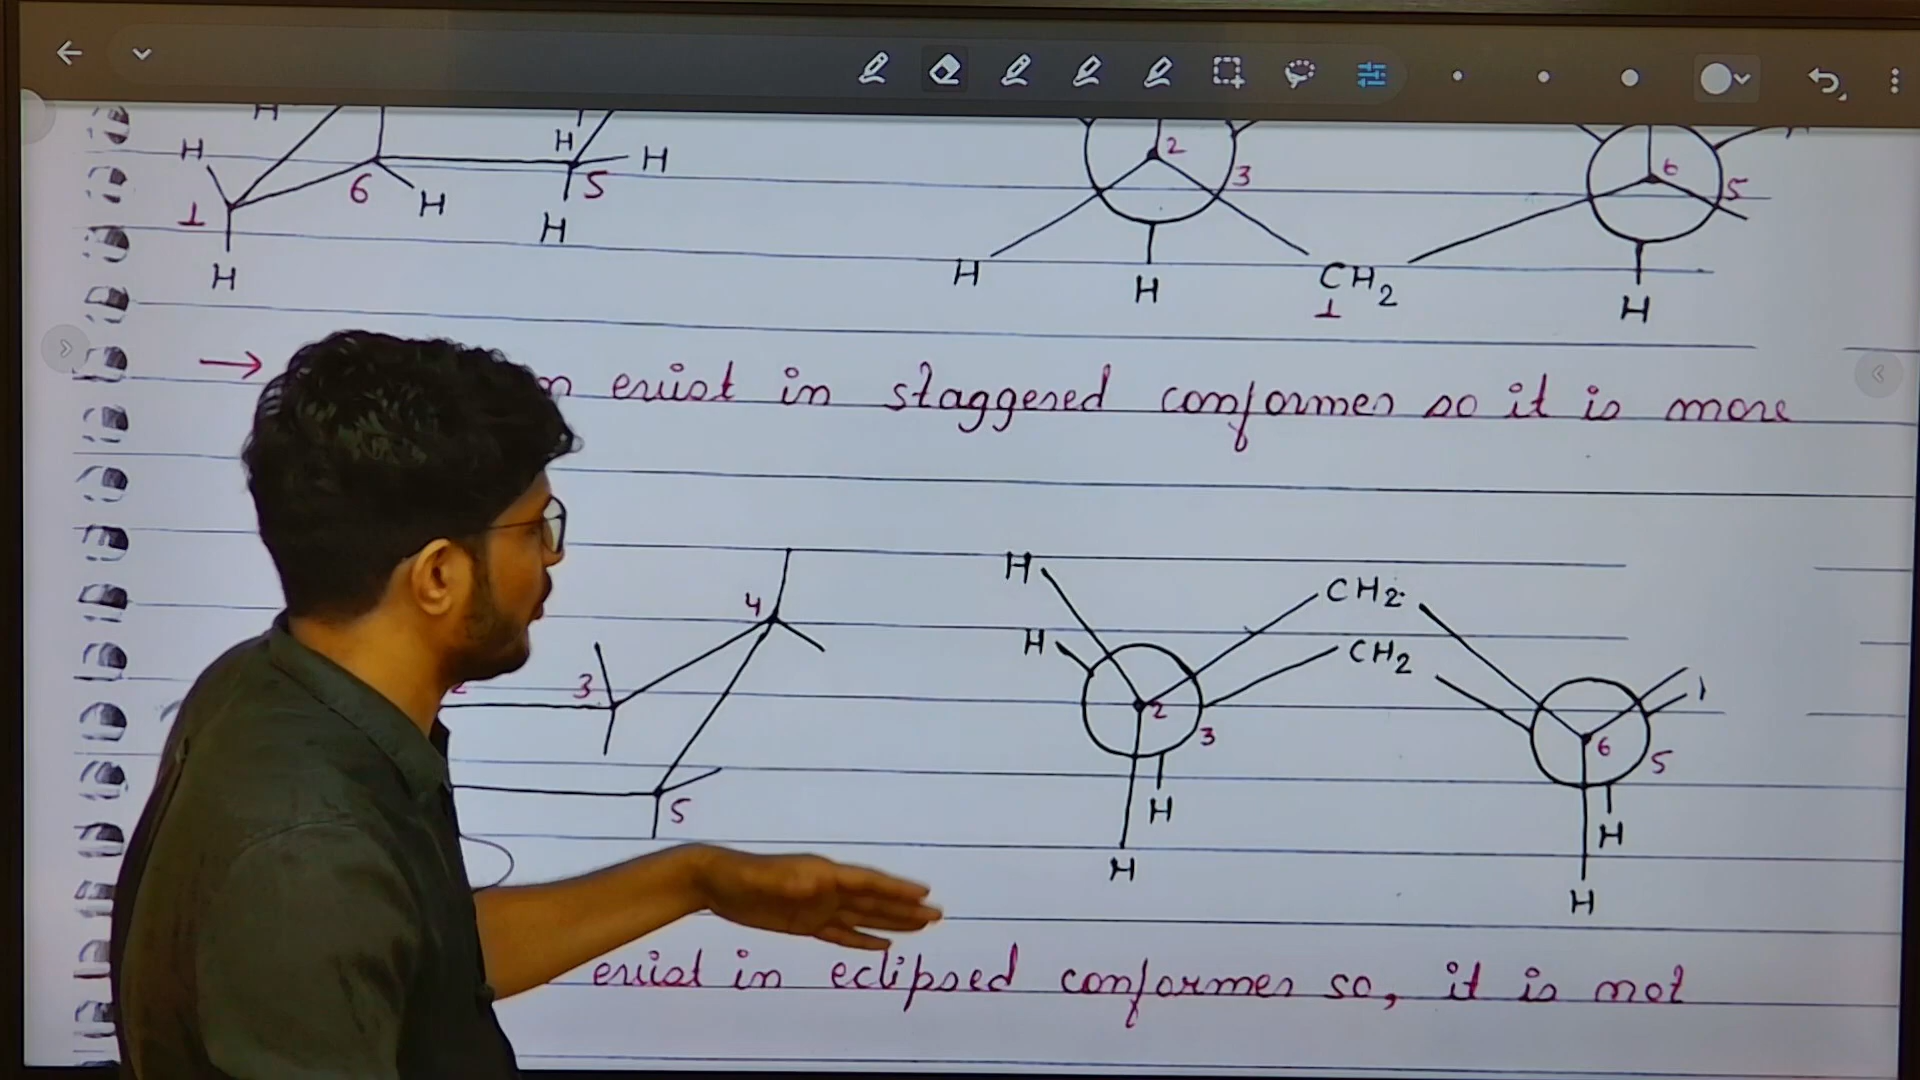 H
H H H
2
3
6
5
1 6 H 5
H
H
H H CH2 H
1
→ exist in staggered conformer so it is more
H CH2
4
H CH2
3
2
3
6
5
5
H
H
H
H
exist in eclipsed conformer so, it is not